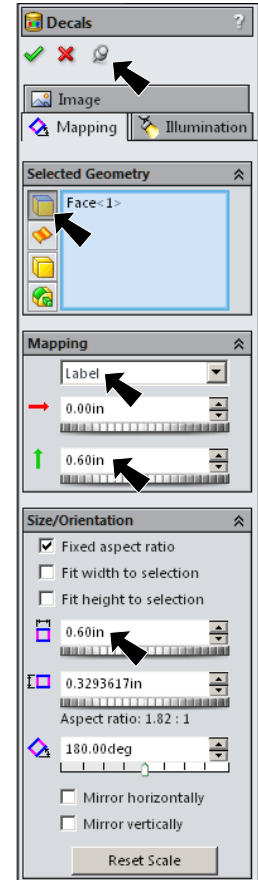 Decals ?
Image
Mapping Illumination
Selected Geometry
Face<1>
Mapping
Label
0.00in
0.60in
Size/Orientation
Fixed aspect ratio
Fit width to selection
Fit height to selection
0.60in
0.3293617in
Aspect ratio: 1.82 : 1
180.00deg
Mirror horizontally
Mirror vertically
Reset Scale